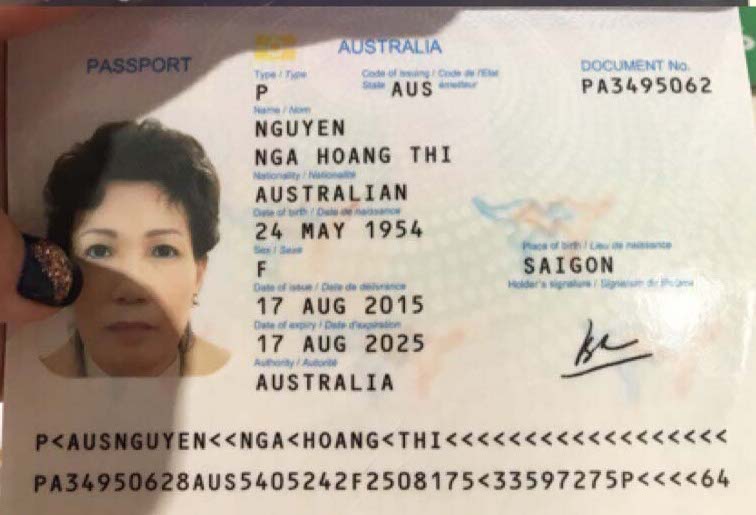 PASSPORT
AUSTRALIA
Type / Type
Code of issuing / Code de l'Etat
State émetteur
DOCUMENT No.
P
AUS
PA3495062
Name / Nom
NGUYEN
NGA HOANG THI
Nationality / Nationalité
AUSTRALIAN
Date of birth / Date de naissance
24 MAY 1954
Sex / Sexe
Place of birth / Lieu de naissance
F
SAIGON
Date of issue / Date de délivrance
Holder's signature / Signature du
17 AUG 2015
Date of expiry / Date d'expiration
17 AUG 2025
Authority / Autorité
AUSTRALIA
P<AUSNGUYEN<<NGA<HOANG<THI<<<<<<<<<<<<<<<<<<
PA34950628AUS5405242F2508175<33597275P<<<<64